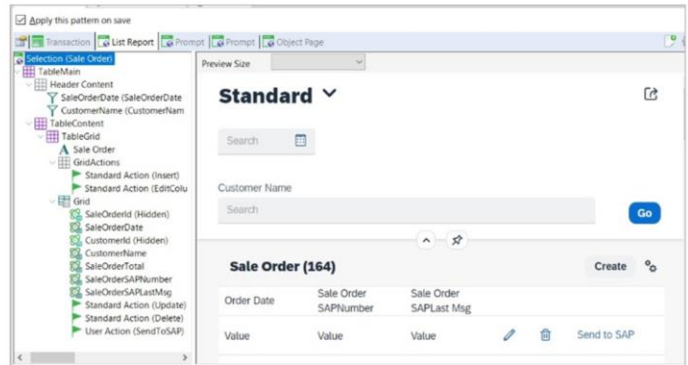 Apply this pattern on save
Transaction List Report Prompt Prompt Object Page
Selection (Sale Order)
TableMain
Header Content
SaleOrderDate (SaleOrderDate
CustomerName (CustomerNam
TableContent
TableGrid
Sale Order
GridActions
Standard Action (Insert)
Standard Action (EditColu
Grid
SaleOrderId (Hidden)
SaleOrderDate
CustomerId (Hidden)
CustomerName
SaleOrderTotal
SaleOrderSAPNumber
SaleOrderSAPLastMsg
Standard Action (Update)
Standard Action (Delete)
User Action (SendToSAP)
Preview Size
Standard
Search
Customer Name
Search
Go
Sale Order (164)
Create
Order Date
Sale Order
SAPNumber
Sale Order
SAPLast Msg
Value Value Value Send to SAP